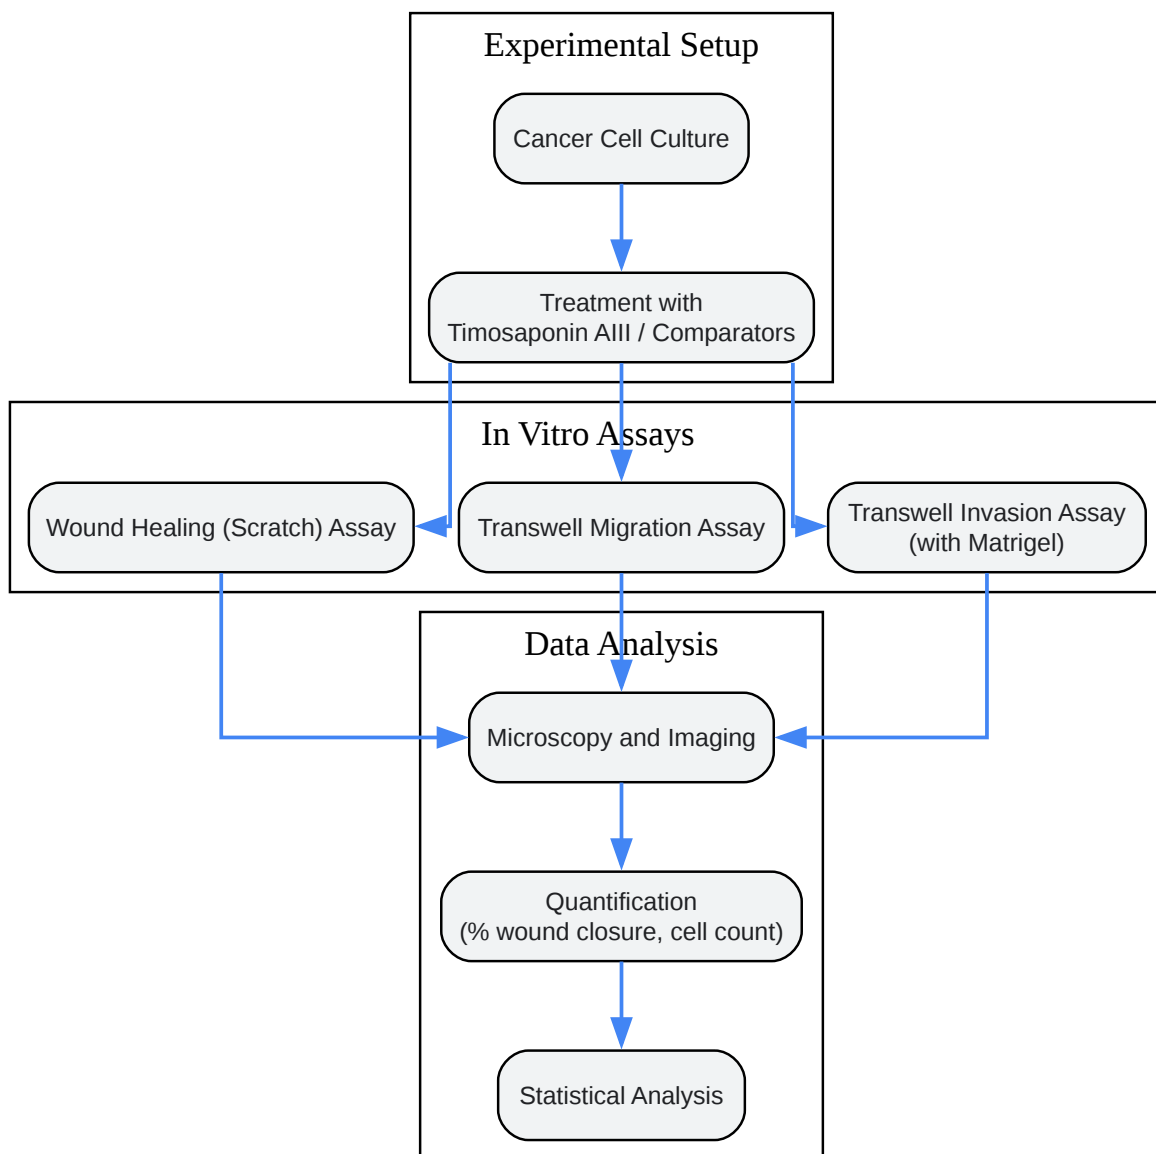 Experimental Setup
Cancer Cell Culture
Treatment with
Timosaponin AIII / Comparators
In Vitro Assays
Wound Healing (Scratch) Assay
Transwell Migration Assay
Transwell Invasion Assay
(with Matrigel)
Data Analysis
Microscopy and Imaging
Quantification
(% wound closure, cell count)
Statistical Analysis